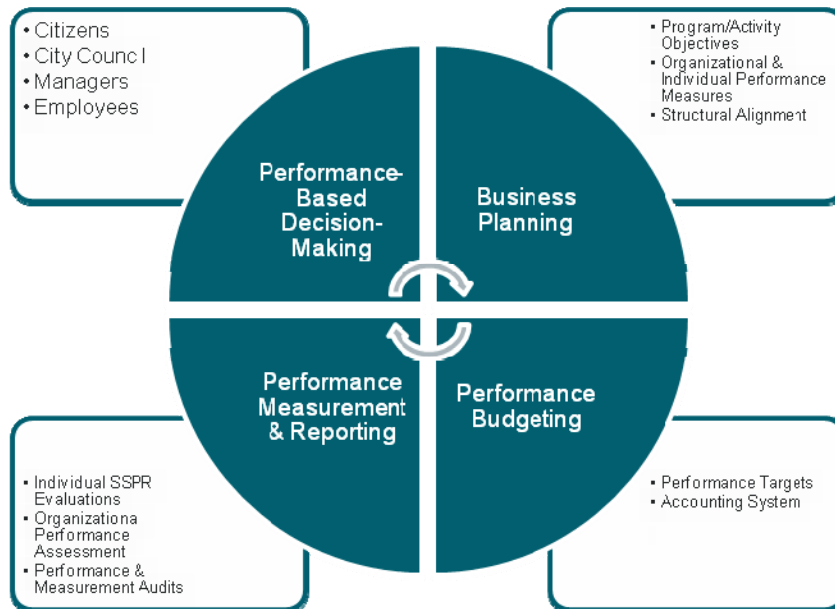 • Citizens
• City Council
• Managers
• Employees
• Program/Activity
Objectives
• Organizational &
Individual Performance
Measures
• Structural Alignment
Performance-
Based
Decision-
Making
Business
Planning
Performance
Measurement
& Reporting
Performance
Budgeting
• Individual SSPR
Evaluations
• Organizationa
Performance
Assessment
• Performance &
Measurement Audits
• Performance Targets
• Accounting System